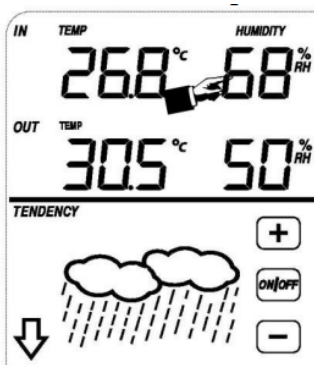 IN TEMP HUMIDITY
26.8 °C 68 % RH
OUT TEMP
30.5 °C 50 % RH
TENDENCY
+
ON/OFF
−